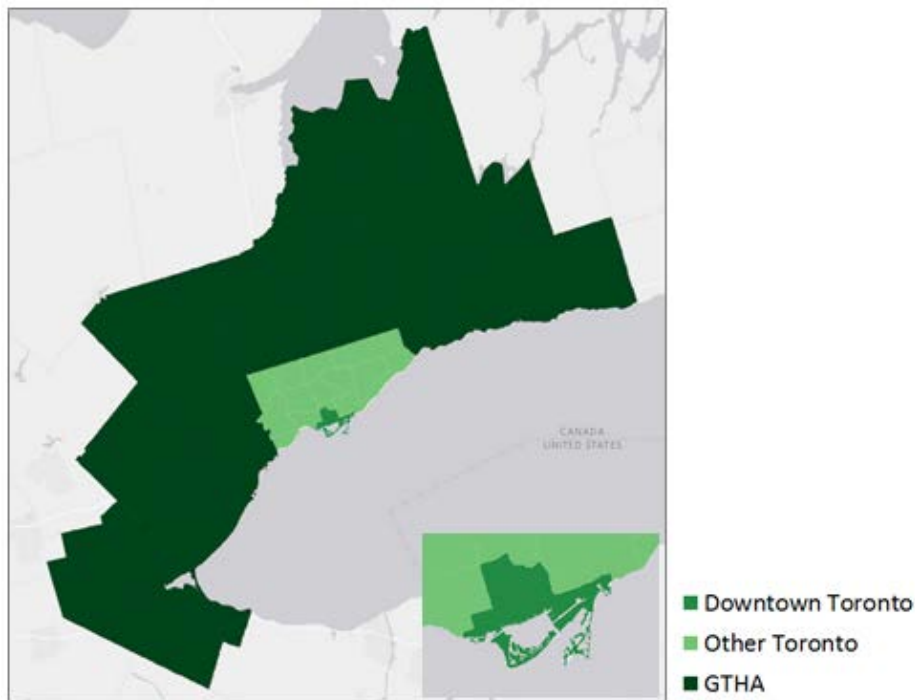 CANADA
UNITED STATES
Downtown Toronto
Other Toronto
GTHA